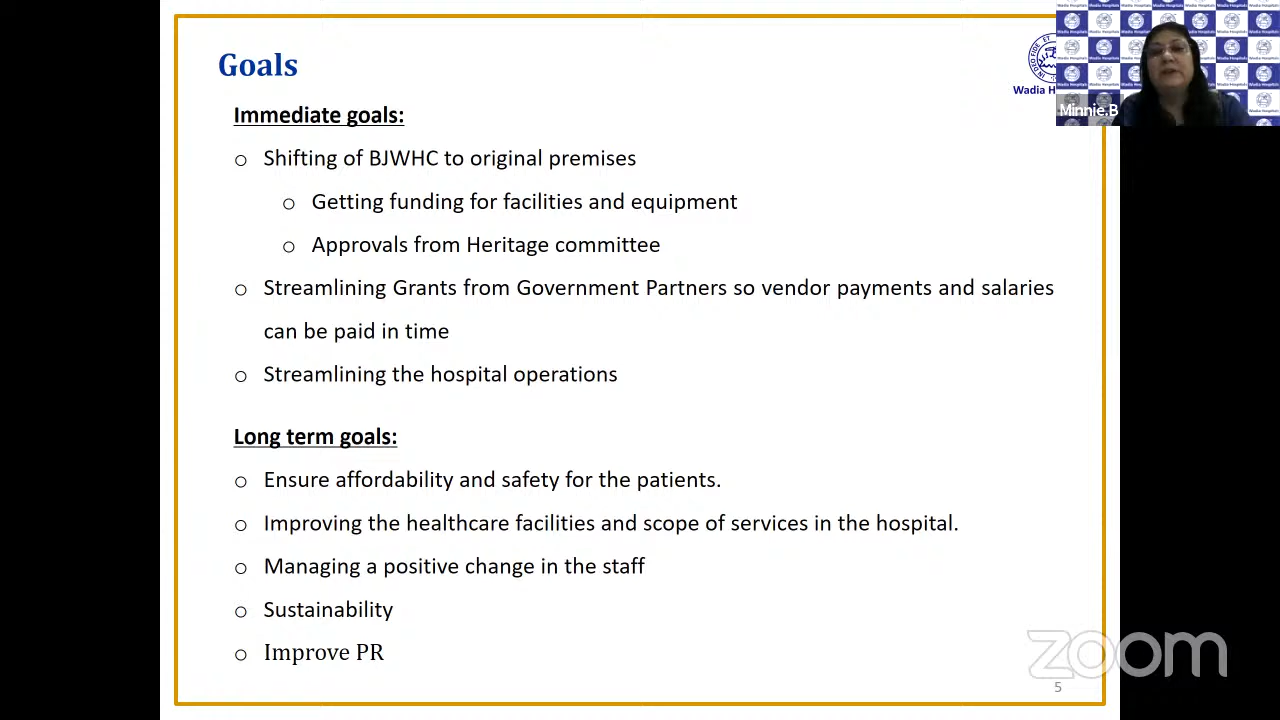 Goals
Wadia H
Minnie.B
Immediate goals:
o Shifting of BJWHC to original premises
o Getting funding for facilities and equipment
o Approvals from Heritage committee
o Streamlining Grants from Government Partners so vendor payments and salaries
can be paid in time
o Streamlining the hospital operations
Long term goals:
o Ensure affordability and safety for the patients.
o Improving the healthcare facilities and scope of services in the hospital.
o Managing a positive change in the staff
o Sustainability
o Improve PR
zoom
5